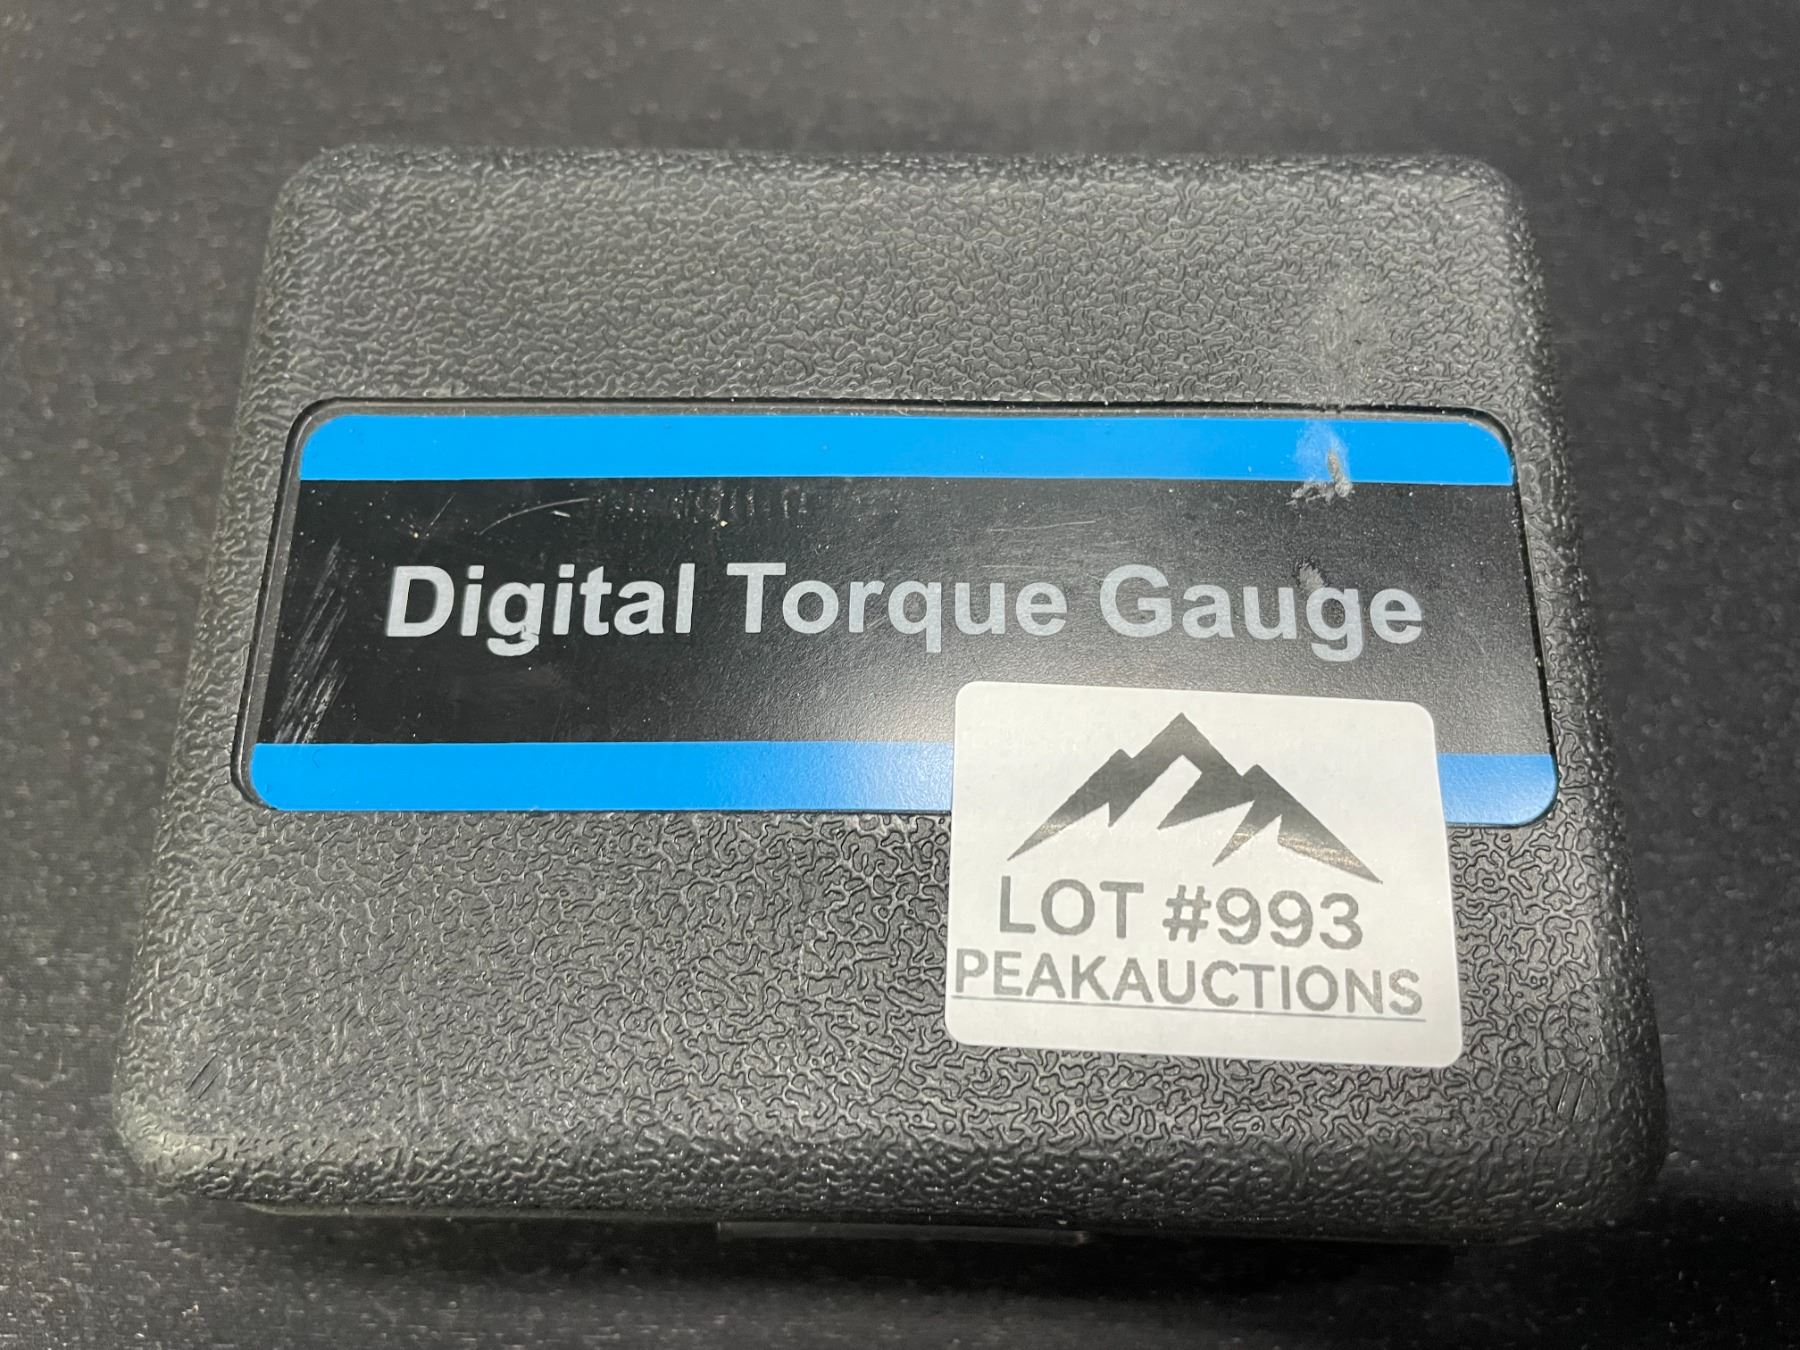 Digital Torque Gauge
LOT #993
PEAKAUCTIONS